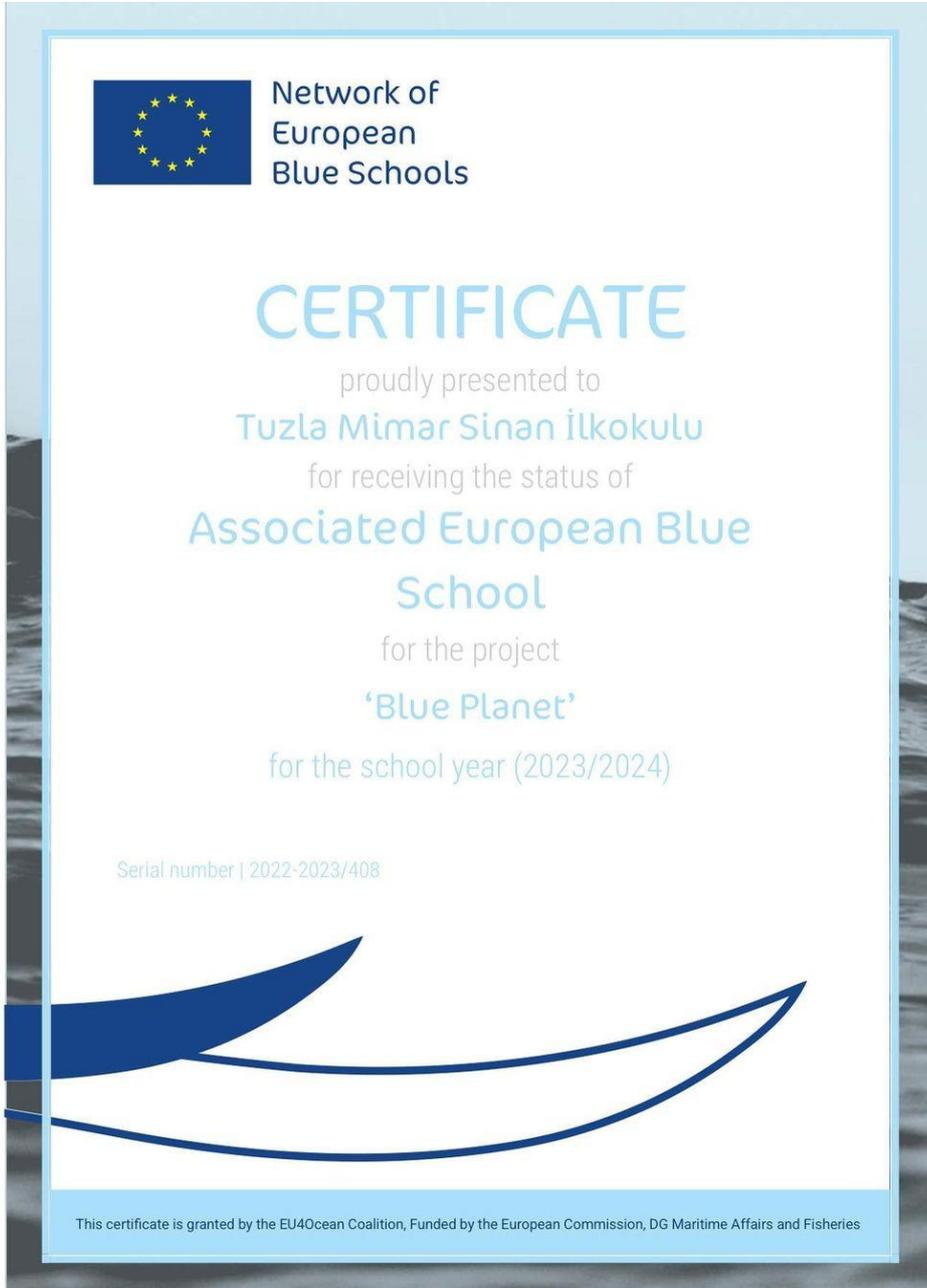 Network of
European
Blue Schools
CERTIFICATE
proudly presented to
Tuzla Mimar Sinan İlkokulu
for receiving the status of
Associated European Blue
School
for the project
‘Blue Planet’
for the school year (2023/2024)
Serial number | 2022-2023/408
This certificate is granted by the EU4Ocean Coalition, Funded by the European Commission, DG Maritime Affairs and Fisheries